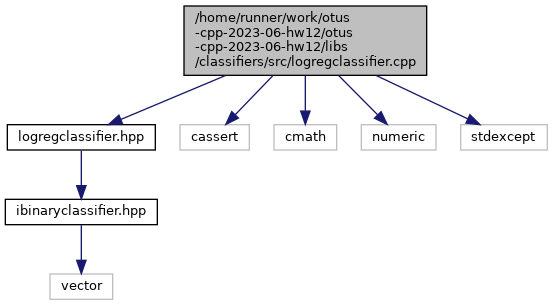 /home/runner/work/otus
-cpp-2023-06-hw12/otus
-cpp-2023-06-hw12/libs
/classifiers/src/logregclassifier.cpp
logregclassifier.hpp
cassert
cmath
numeric
stdexcept
ibinaryclassifier.hpp
vector